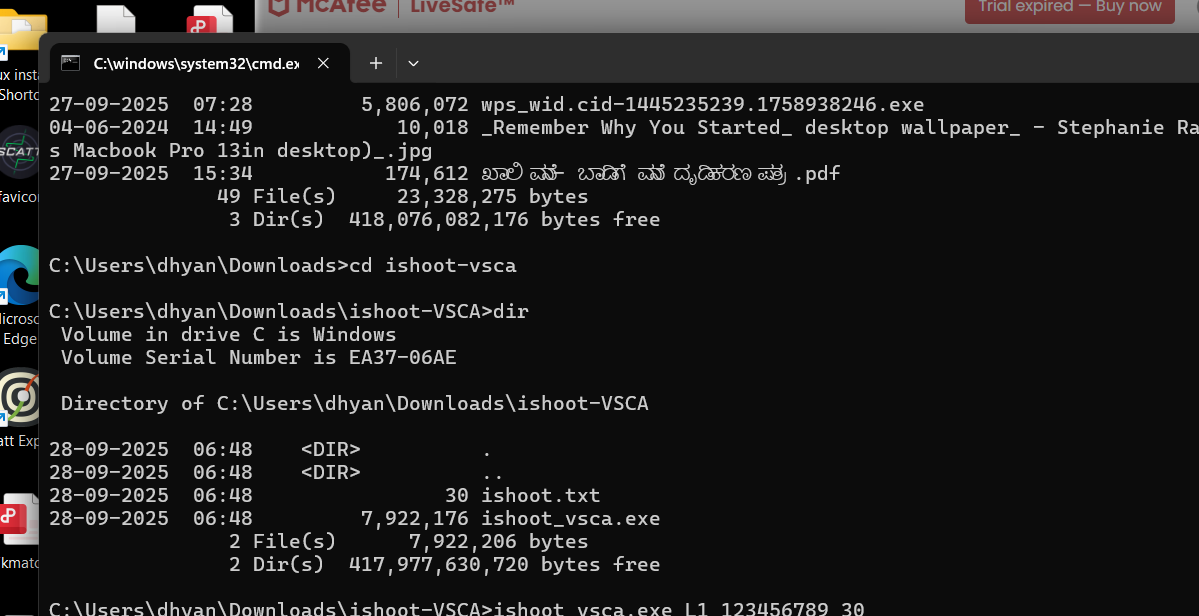 McAfee | LiveSafe™
Trial expired — Buy now
C:\windows\system32\cmd.ex
27-09-2025  07:28         5,806,072 wps_wid.cid-1445235239.1758938246.exe
04-06-2024  14:49            10,018 _Remember Why You Started_ desktop wallpaper_ - Stephanie Ra
s Macbook Pro 13in desktop)_.jpg
27-09-2025  15:34           174,612 ಖಾಲಿ ಮನೆ- ಬಾಡಿಗೆ ಮನೆ ದೃಡಿಕರಣ ಪತ್ರ .pdf
              49 File(s)     23,328,275 bytes
               3 Dir(s)  418,076,082,176 bytes free
C:\Users\dhyan\Downloads>cd ishoot-vsca
C:\Users\dhyan\Downloads\ishoot-VSCA>dir
 Volume in drive C is Windows
 Volume Serial Number is EA37-06AE
 Directory of C:\Users\dhyan\Downloads\ishoot-VSCA
28-09-2025  06:48    <DIR>          .
28-09-2025  06:48    <DIR>          ..
28-09-2025  06:48                30 ishoot.txt
28-09-2025  06:48         7,922,176 ishoot_vsca.exe
               2 File(s)      7,922,206 bytes
               2 Dir(s)  417,977,630,720 bytes free
C:\Users\dhyan\Downloads\ishoot-VSCA>ishoot_vsca.exe L1 123456789 30
ux inst
Shortc
SCATT
favico
Microsc
Edge
att Exp
kmat